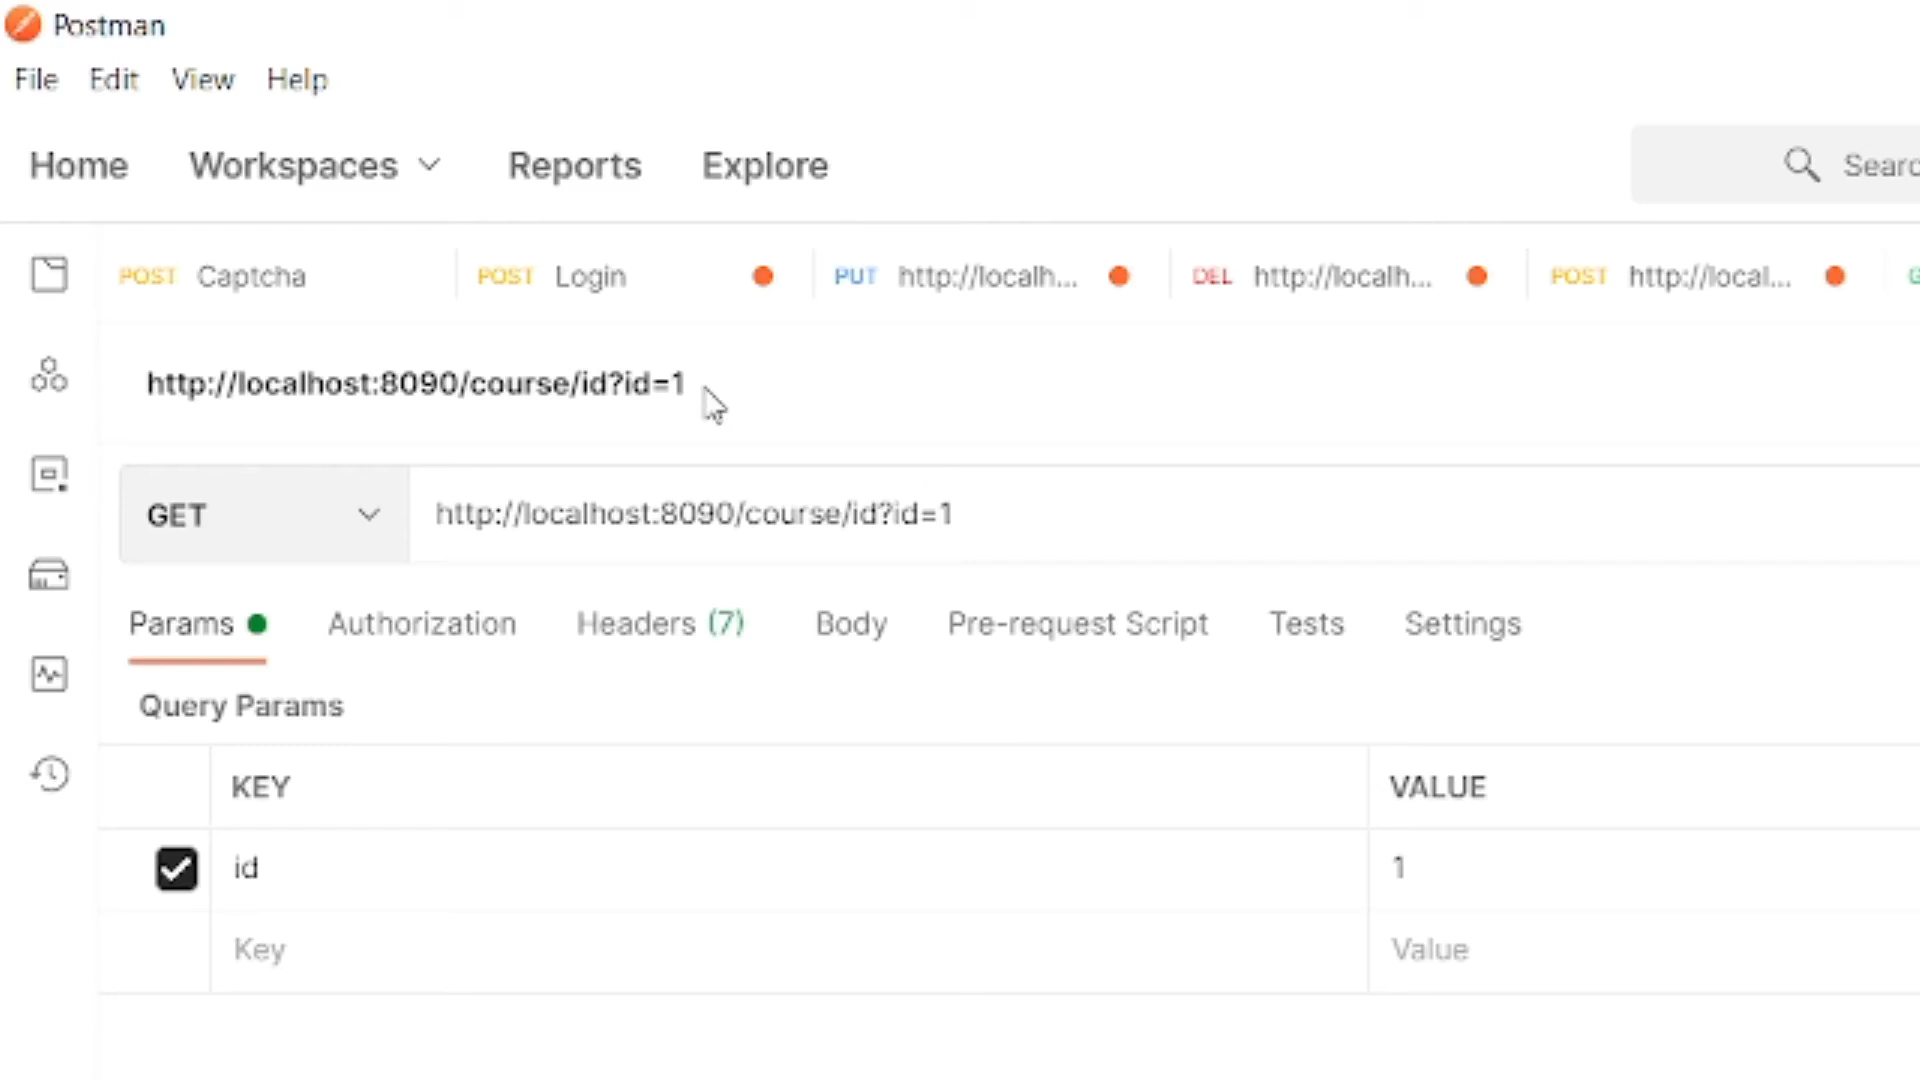 Postman
File Edit View Help
Home Workspaces Reports Explore
POST Captcha POST Login PUT http://localh... DEL http://localh... POST http://local...
http://localhost:8090/course/id?id=1
GET http://localhost:8090/course/id?id=1
Params Authorization Headers (7) Body Pre-request Script Tests Settings
Query Params
KEY VALUE
id 1
Key Value